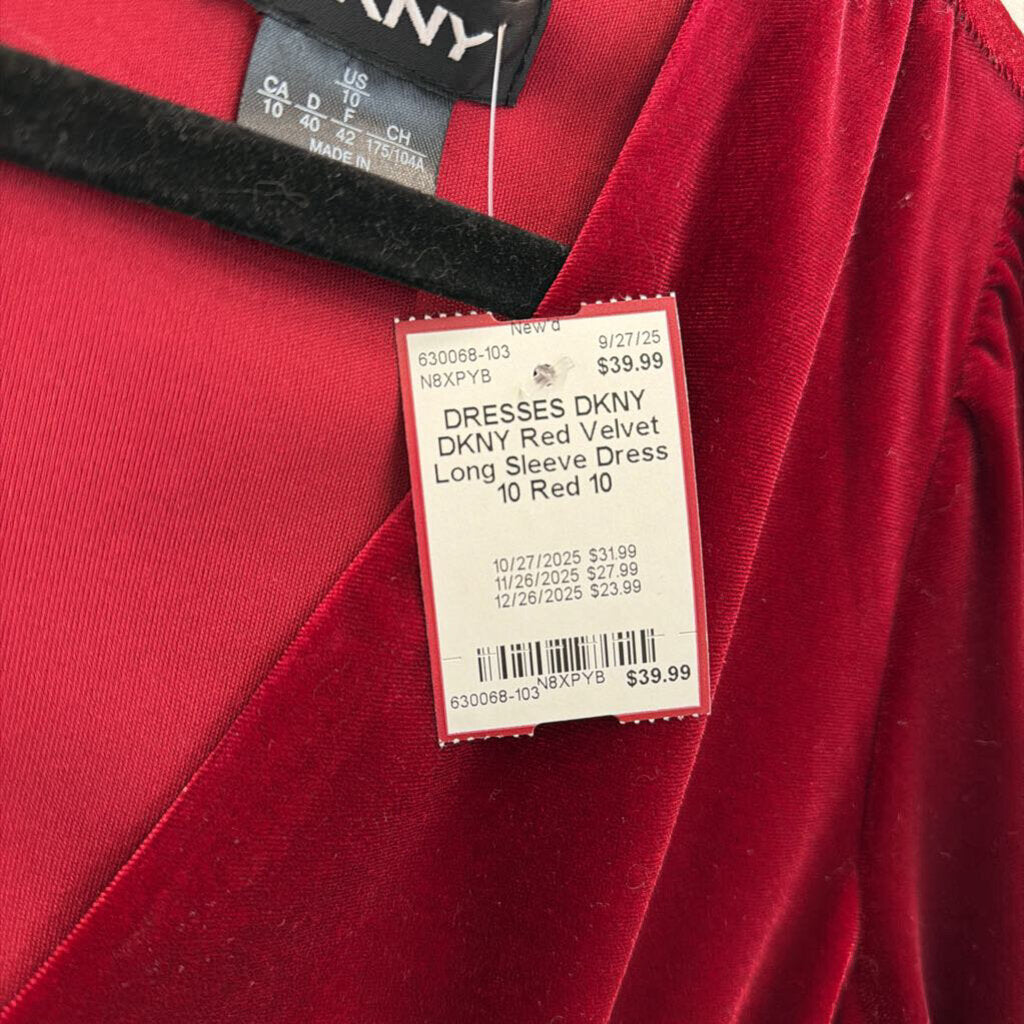 DKNY
US
10
CA D F CH
10 40 42 175/104A
MADE IN
New'd
630068-103 9/27/25
N8XPYB $39.99
DRESSES DKNY
DKNY Red Velvet
Long Sleeve Dress
10 Red 10
10/27/2025 $31.99
11/26/2025 $27.99
12/26/2025 $23.99
630068-103 N8XPYB $39.99